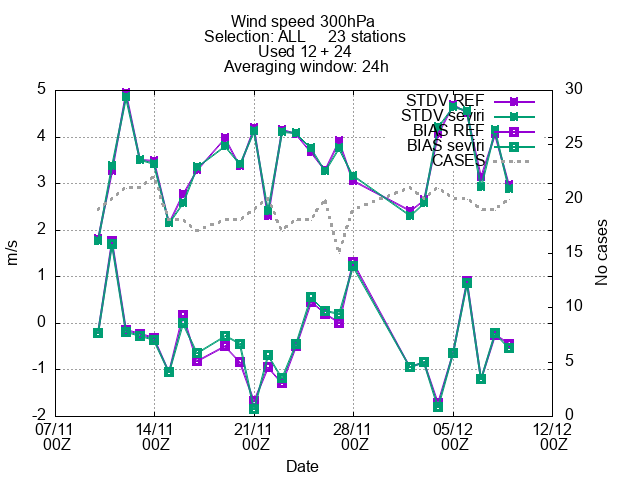 Wind speed 300hPa
Selection: ALL 23 stations
Used 12 + 24
Averaging window: 24h
5
4
3
2
1
0
-1
-2
m/s
30
25
20
15
10
5
0
No cases
STDV REF
STDV seviri
BIAS REF
BIAS seviri
CASES
07/11 14/11 21/11 28/11 05/12 12/12
00Z 00Z 00Z 00Z 00Z 00Z
Date